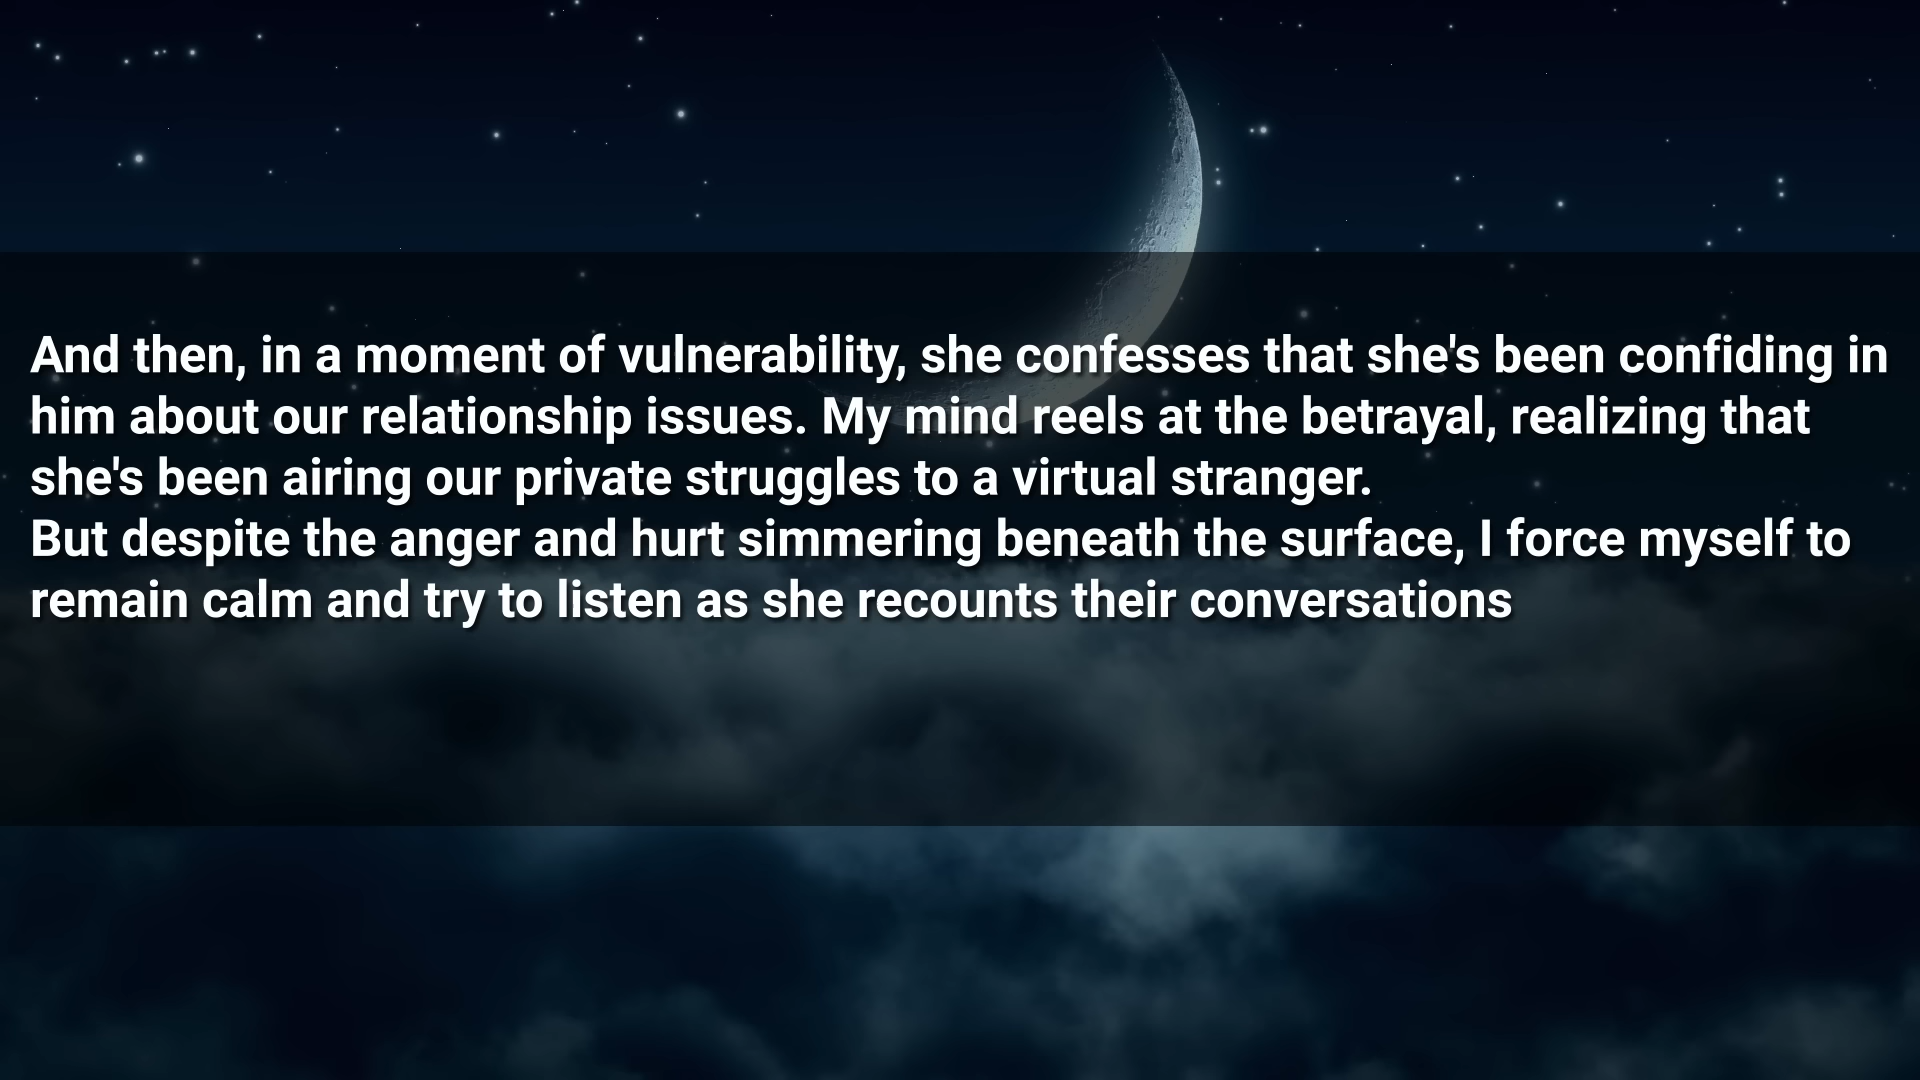 And then, in a moment of vulnerability, she confesses that she's been confiding in
him about our relationship issues. My mind reels at the betrayal, realizing that
she's been airing our private struggles to a virtual stranger.
But despite the anger and hurt simmering beneath the surface, I force myself to
remain calm and try to listen as she recounts their conversations